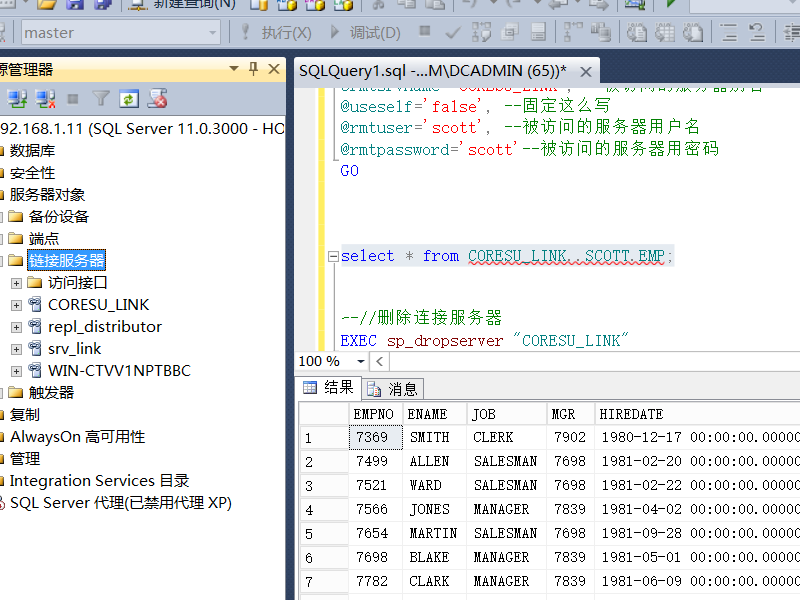 新建查询(N)
master
执行(X)
调试(D)
源管理器
SQLQuery1.sql -...M\DCADMIN (65))*
92.168.1.11 (SQL Server 11.0.3000 - HO
数据库
安全性
服务器对象
备份设备
端点
链接服务器
访问接口
CORESU_LINK
repl_distributor
srv_link
WIN-CTVV1NPTBBC
触发器
复制
AlwaysOn 高可用性
管理
Integration Services 目录
SQL Server 代理(已禁用代理 XP)
@useself='false', --固定这么写
@rmtuser='scott', --被访问的服务器用户名
@rmtpassword='scott'--被访问的服务器用密码
GO
select * from CORESU_LINK..SCOTT.EMP;
--//删除连接服务器
EXEC sp_dropserver "CORESU_LINK"
100 %
结果 消息
EMPNO ENAME JOB MGR HIREDATE
1 7369 SMITH CLERK 7902 1980-12-17 00:00:00.00000
2 7499 ALLEN SALESMAN 7698 1981-02-20 00:00:00.00000
3 7521 WARD SALESMAN 7698 1981-02-22 00:00:00.00000
4 7566 JONES MANAGER 7839 1981-04-02 00:00:00.00000
5 7654 MARTIN SALESMAN 7698 1981-09-28 00:00:00.00000
6 7698 BLAKE MANAGER 7839 1981-05-01 00:00:00.00000
7 7782 CLARK MANAGER 7839 1981-06-09 00:00:00.00000